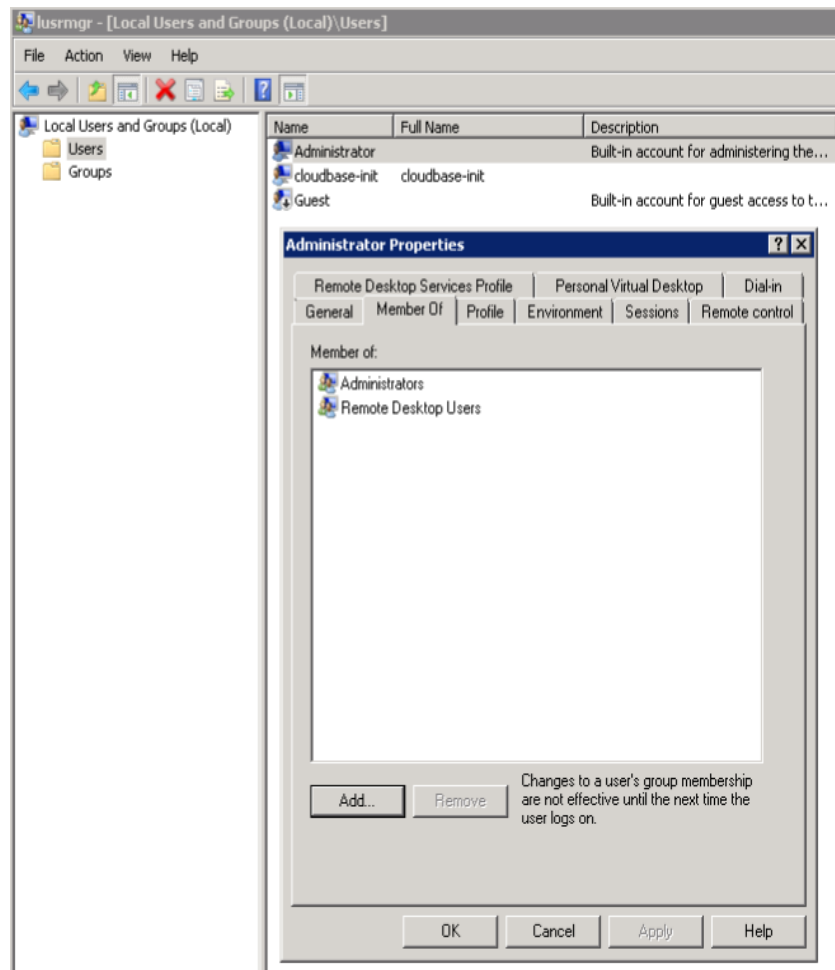 lusrmgr - [Local Users and Groups (Local)\Users]
File Action View Help
Local Users and Groups (Local)
Users
Groups
Name Full Name Description
Administrator Built-in account for administering the...
cloudbase-init cloudbase-init
Guest Built-in account for guest access to t...
Administrator Properties
Remote Desktop Services Profile Personal Virtual Desktop Dial-in
General Member Of Profile Environment Sessions Remote control
Member of:
Administrators
Remote Desktop Users
Add... Remove
Changes to a user's group membership
are not effective until the next time the
user logs on.
OK Cancel Apply Help